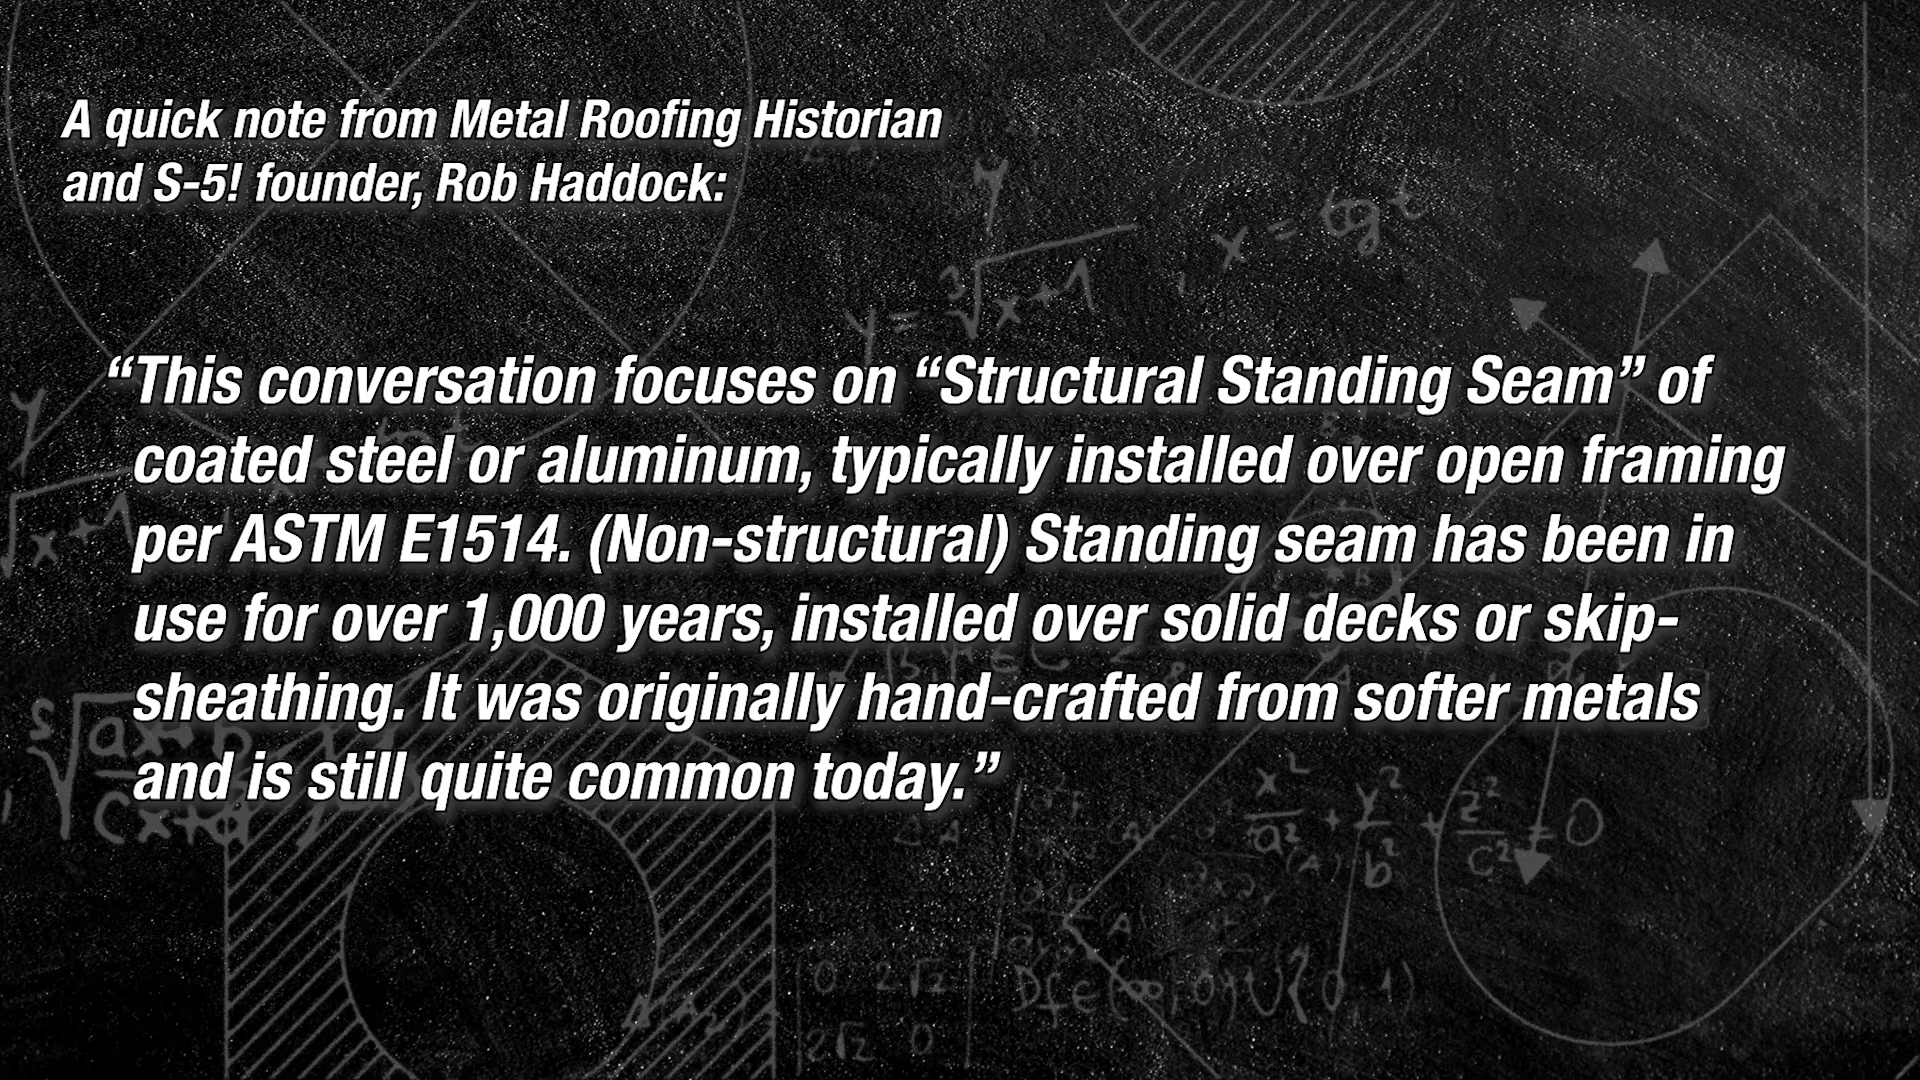 A quick note from Metal Roofing Historian
and S-5! founder, Rob Haddock:
“This conversation focuses on “Structural Standing Seam” of
coated steel or aluminum, typically installed over open framing
per ASTM E1514. (Non-structural) Standing seam has been in
use for over 1,000 years, installed over solid decks or skip-
sheathing. It was originally hand-crafted from softer metals
and is still quite common today.”